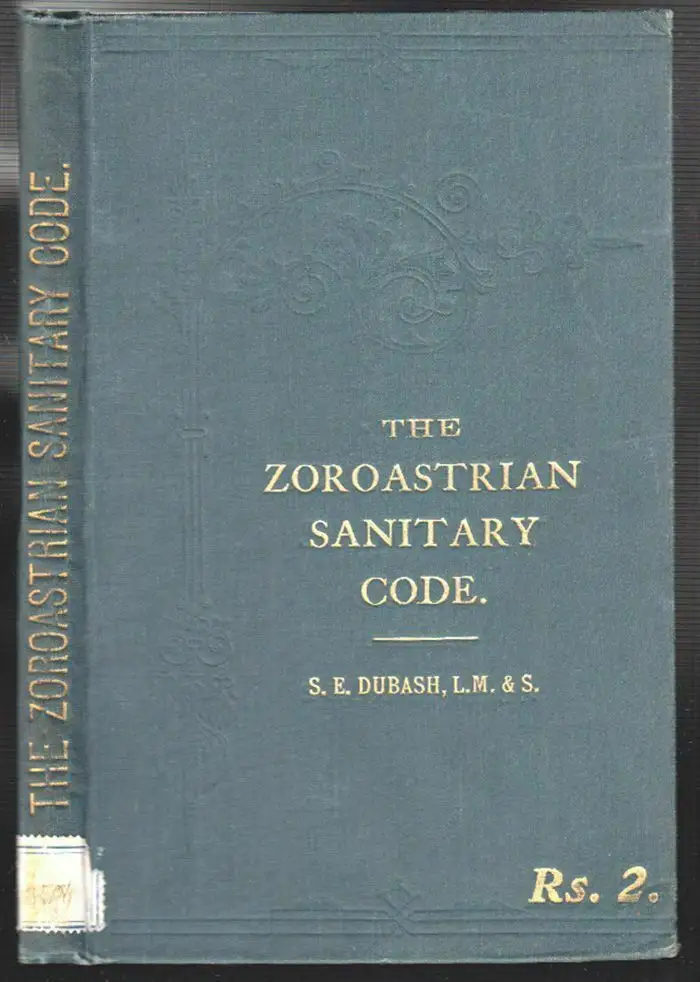 THE ZOROASTRIAN SANITARY CODE.
THE
ZOROASTRIAN
SANITARY
CODE.
S. E. DUBASH, L.M. & S.
Rs. 2.